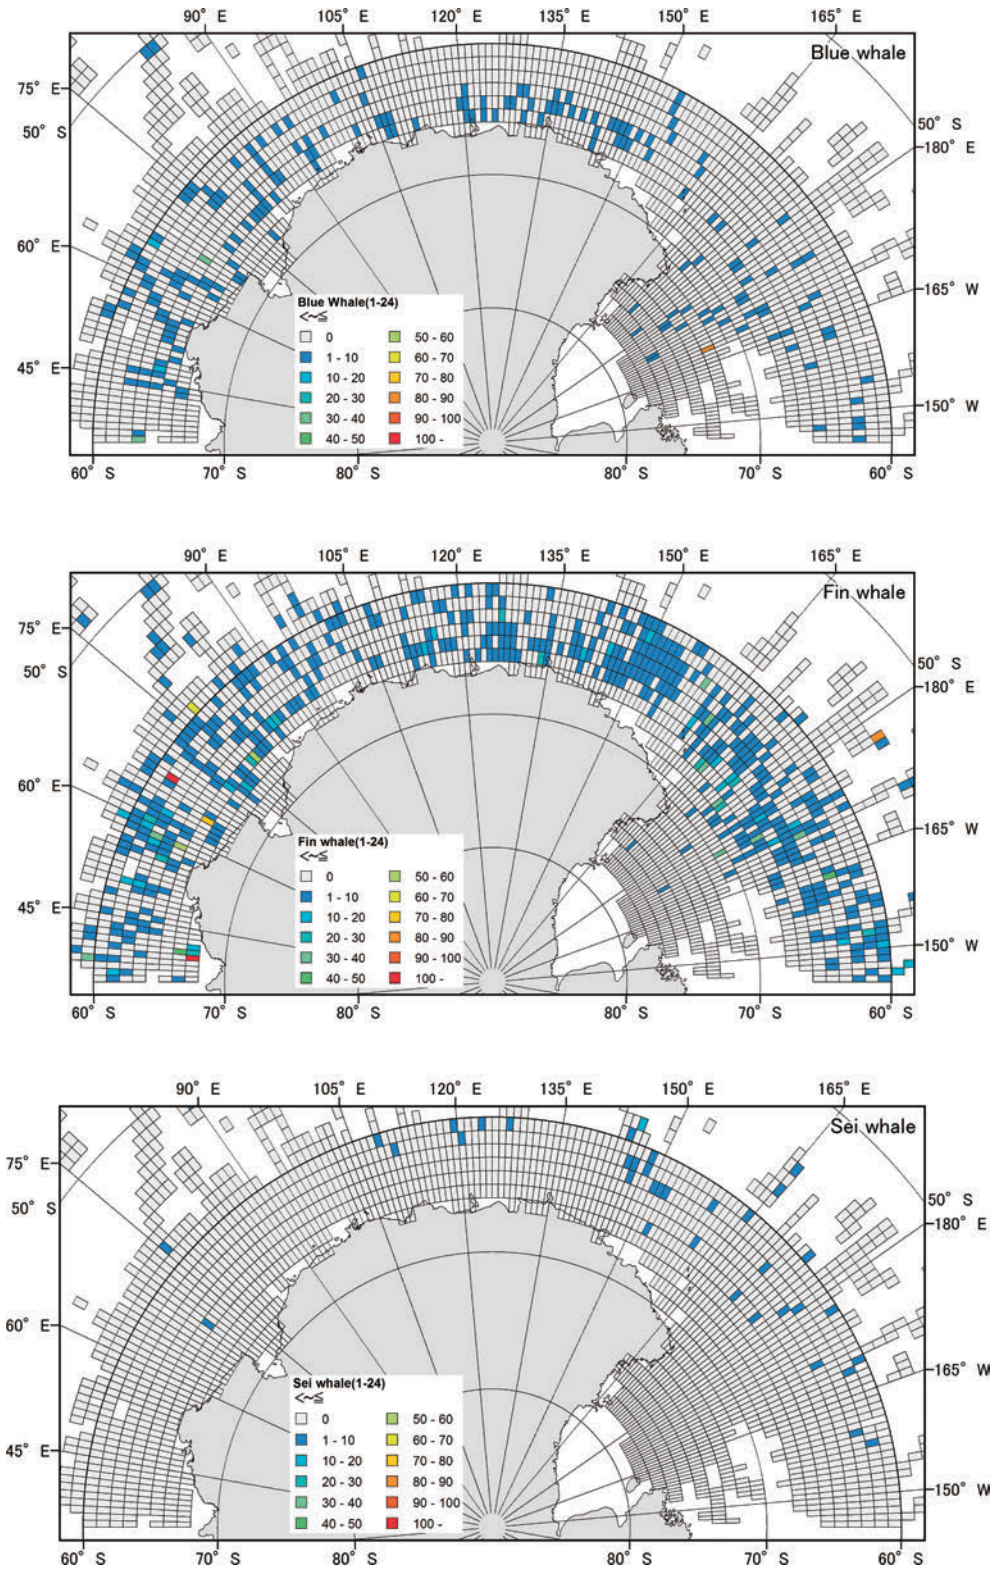 90° E 105° E 120° E 135° E 150° E 165° E
Blue whale
75° E
50° S
50° S
180° E
60° E
165° W
45° E
150° W
Blue Whale(1-24)
<~≦
0 50 - 60
1 - 10 60 - 70
10 - 20 70 - 80
20 - 30 80 - 90
30 - 40 90 - 100
40 - 50 100 -
60° S 70° S 80° S 80° S 70° S 60° S
90° E 105° E 120° E 135° E 150° E 165° E
Fin whale
75° E
50° S
50° S
180° E
60° E
165° W
45° E
150° W
Fin whale(1-24)
<~≦
0 50 - 60
1 - 10 60 - 70
10 - 20 70 - 80
20 - 30 80 - 90
30 - 40 90 - 100
40 - 50 100 -
60° S 70° S 80° S 80° S 70° S 60° S
90° E 105° E 120° E 135° E 150° E 165° E
Sei whale
75° E
50° S
50° S
180° E
60° E
165° W
45° E
150° W
Sei whale(1-24)
<~≦
0 50 - 60
1 - 10 60 - 70
10 - 20 70 - 80
20 - 30 80 - 90
30 - 40 90 - 100
40 - 50 100 -
60° S 70° S 80° S 80° S 70° S 60° S